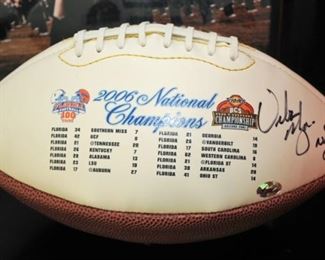 2006 National
Champions
100
BCS
CHAMPIONSHIP
FLORIDA 34 SOUTHERN MISS 7
FLORIDA 42 UCF 0
FLORIDA 21 @TENNESSEE 20
FLORIDA 26 KENTUCKY 7
FLORIDA 28 ALABAMA 13
FLORIDA 23 LSU 10
FLORIDA 17 @AUBURN 27
FLORIDA 21 GEORGIA 14
FLORIDA 25 @VANDERBILT 19
FLORIDA 17 SOUTH CAROLINA 16
FLORIDA 62 WESTERN CAROLINA 0
FLORIDA 21 @FLORIDA ST 14
FLORIDA 38 ARKANSAS 28
FLORIDA 41 OHIO ST 14